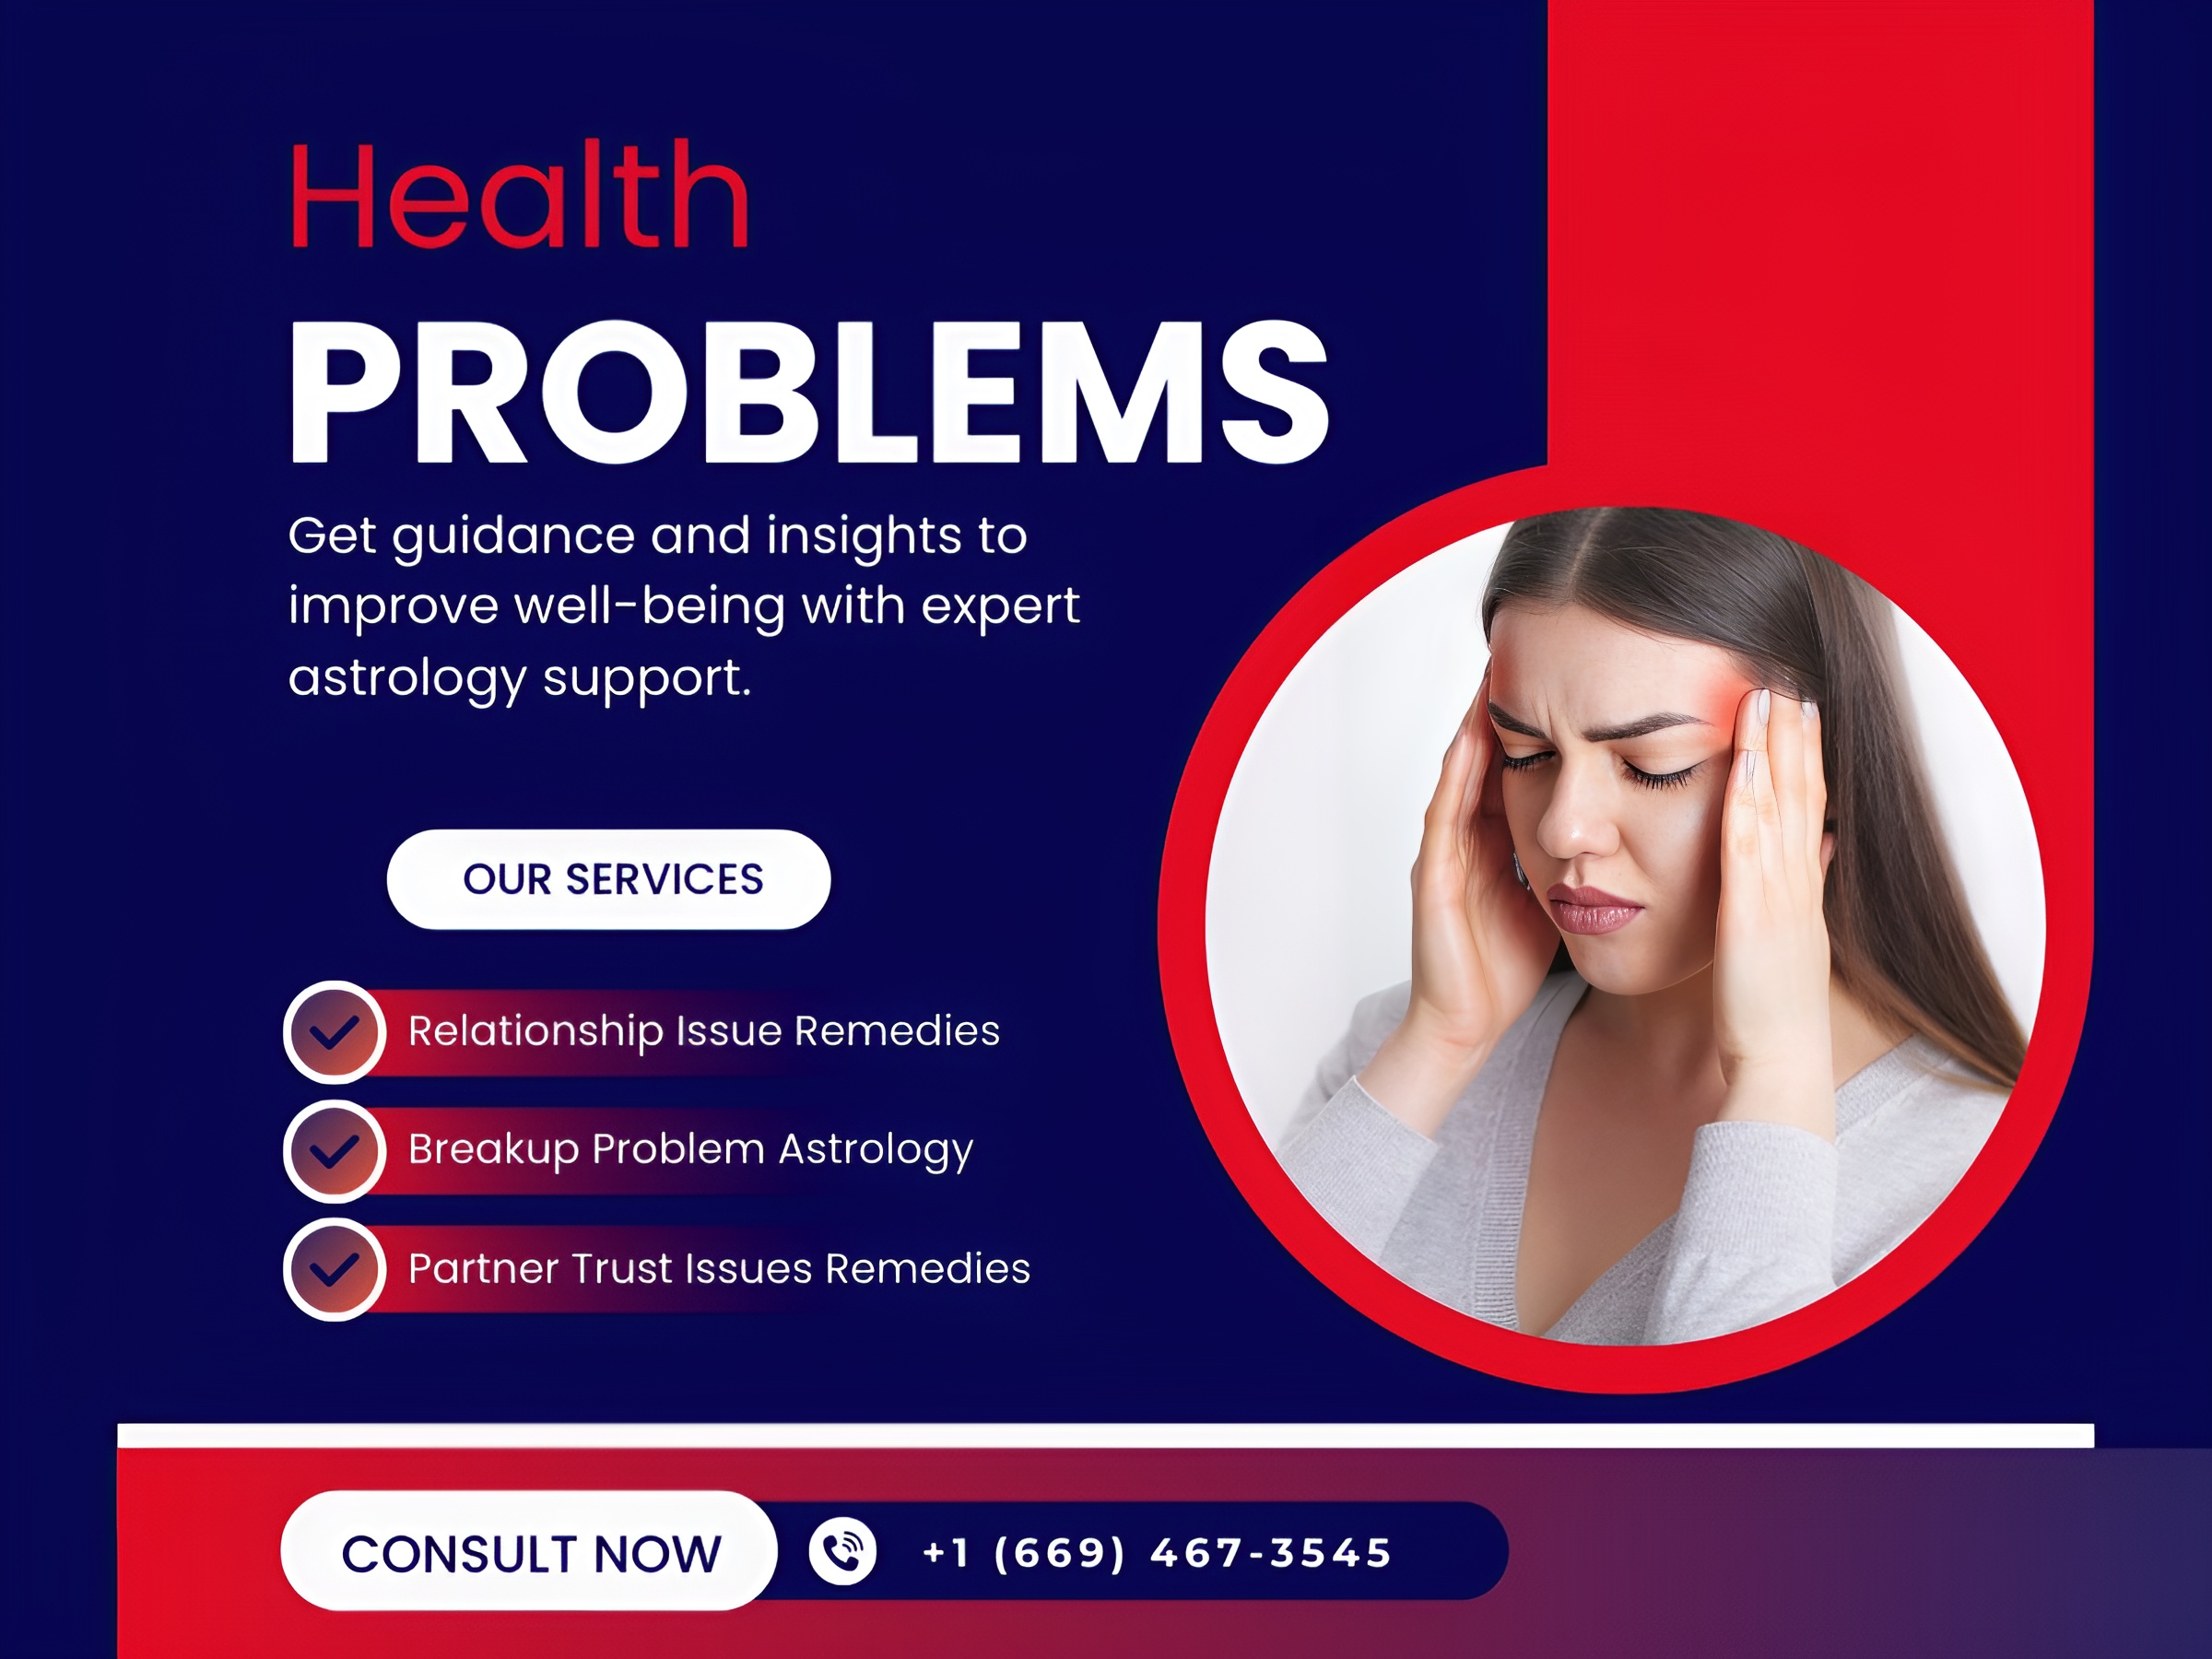 Health
PROBLEMS
Get guidance and insights to
improve well-being with expert
astrology support.
OUR SERVICES
Relationship Issue Remedies
Breakup Problem Astrology
Partner Trust Issues Remedies
CONSULT NOW
+1 (669) 467-3545